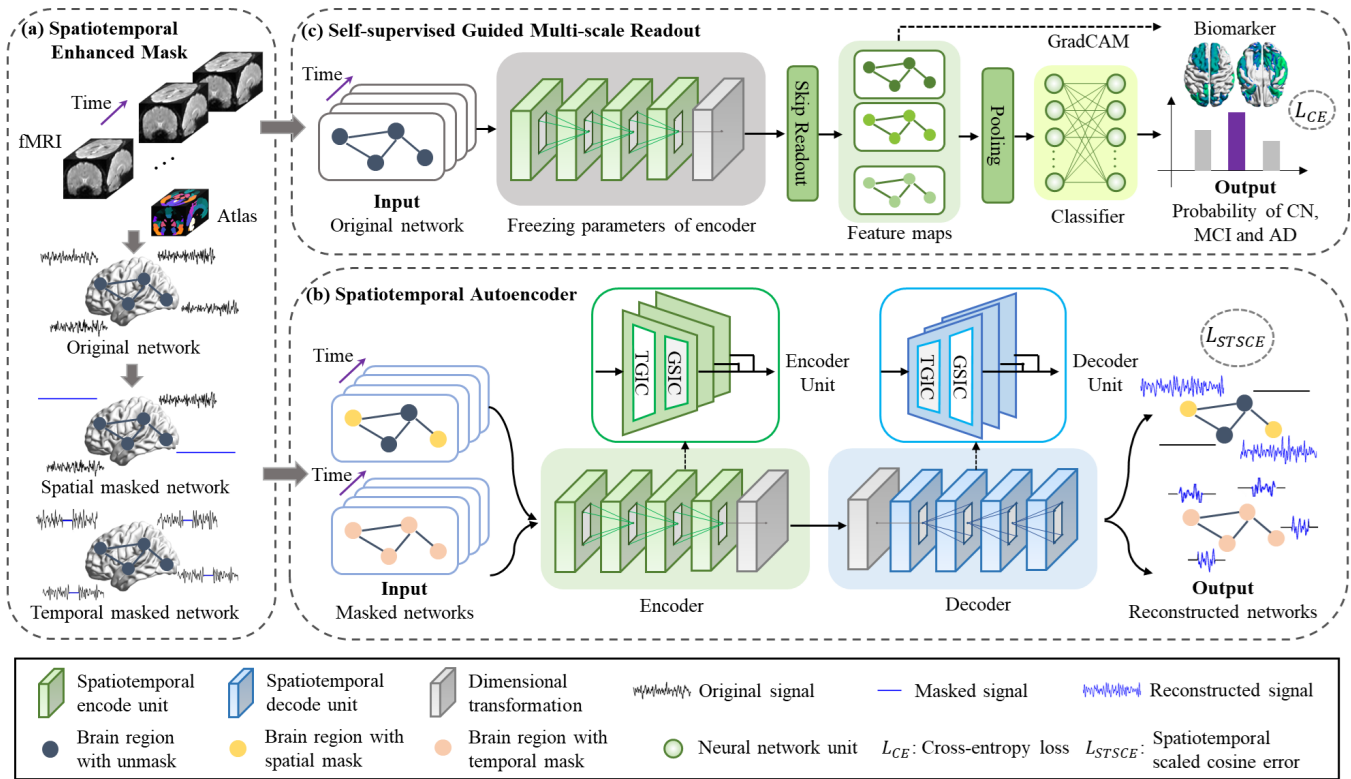 (a) Spatiotemporal
Enhanced Mask
Time
fMRI
...
Atlas
Original network
Spatial masked network
Temporal masked network
(c) Self-supervised Guided Multi-scale Readout
Time
Input
Original network
Freezing parameters of encoder
Skip Readout
Feature maps
Pooling
GradCAM
Classifier
Biomarker
L_CE
Output
Probability of CN,
MCI and AD
(b) Spatiotemporal Autoencoder
Time
Time
Input
Masked networks
TGIC
GSIC
Encoder
Unit
Encoder
TGIC
GSIC
Decoder
Unit
Decoder
L_STSCE
Output
Reconstructed networks
Spatiotemporal
encode unit
Spatiotemporal
decode unit
Dimensional
transformation
Original signal
Masked signal
Reconstructed signal
Brain region
with unmask
Brain region with
spatial mask
Brain region with
temporal mask
Neural network unit
L_CE: Cross-entropy loss
L_STSCE: Spatiotemporal
scaled cosine error